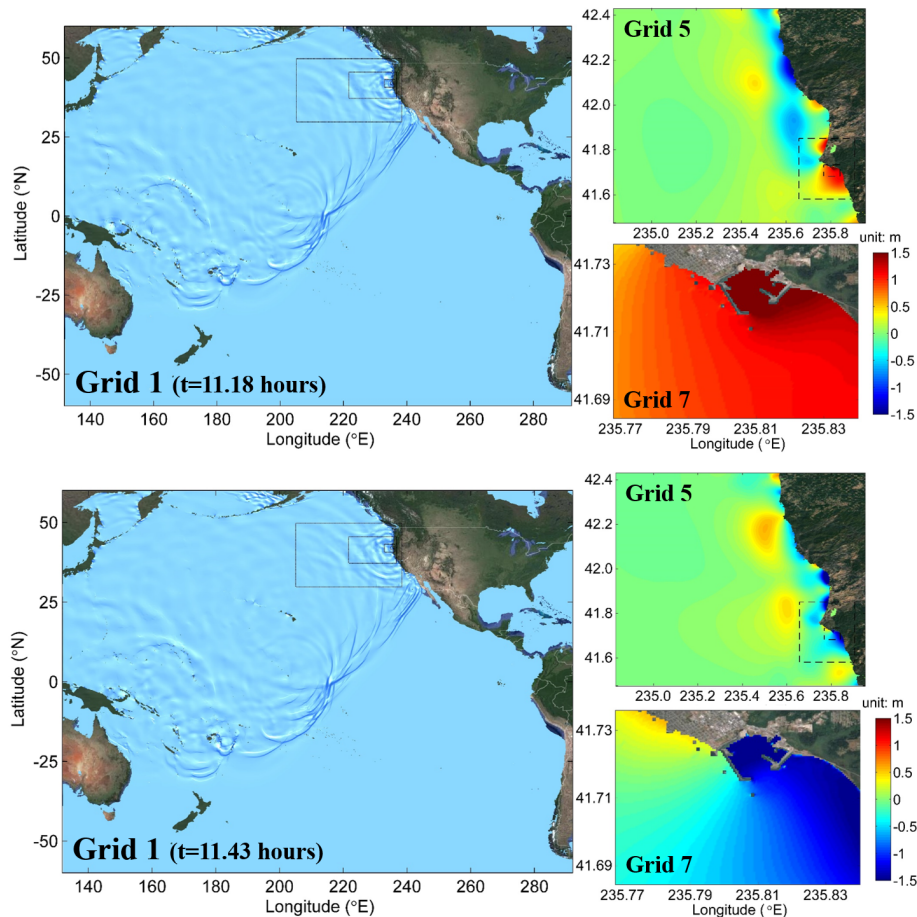 50
25
0
-25
-50
Latitude (°N)
Grid 1 (t=11.18 hours)
140 160 180 200 220 240 260 280
Longitude (°E)
42.4
42.2
42.0
41.8
41.6
Grid 5
235.0 235.2 235.4 235.6 235.8
unit: m
41.73
41.71
41.69
Grid 7
1.5
1
0.5
0
-0.5
-1
-1.5
235.77 235.79 235.81 235.83
Longitude (°E)
50
25
0
-25
-50
Latitude (°N)
Grid 1 (t=11.43 hours)
140 160 180 200 220 240 260 280
Longitude (°E)
42.4
42.2
42.0
41.8
41.6
Grid 5
235.0 235.2 235.4 235.6 235.8
unit: m
41.73
41.71
41.69
Grid 7
1.5
1
0.5
0
-0.5
-1
-1.5
235.77 235.79 235.81 235.83
Longitude (°E)